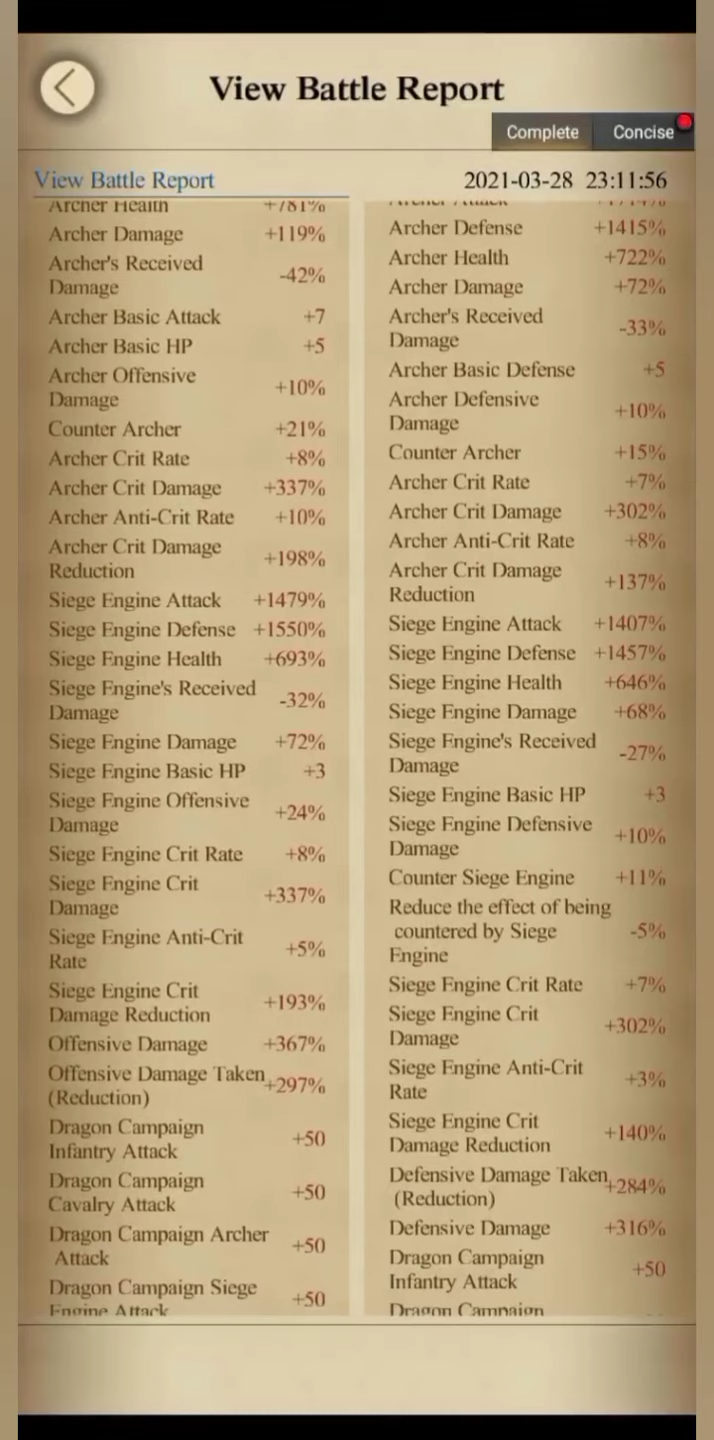 View Battle Report
Complete
Concise
View Battle Report
2021-03-28 23:11:56
Archer Health +781%
Archer Damage +119%
Archer's Received
Damage -42%
Archer Basic Attack +7
Archer Basic HP +5
Archer Offensive
Damage +10%
Counter Archer +21%
Archer Crit Rate +8%
Archer Crit Damage +337%
Archer Anti-Crit Rate +10%
Archer Crit Damage
Reduction +198%
Siege Engine Attack +1479%
Siege Engine Defense +1550%
Siege Engine Health +693%
Siege Engine's Received
Damage -32%
Siege Engine Damage +72%
Siege Engine Basic HP +3
Siege Engine Offensive
Damage +24%
Siege Engine Crit Rate +8%
Siege Engine Crit
Damage +337%
Siege Engine Anti-Crit
Rate +5%
Siege Engine Crit
Damage Reduction +193%
Offensive Damage +367%
Offensive Damage Taken
(Reduction) +297%
Dragon Campaign
Infantry Attack +50
Dragon Campaign
Cavalry Attack +50
Dragon Campaign Archer
Attack +50
Dragon Campaign Siege
Engine Attack +50
Archer Defense +1415%
Archer Health +722%
Archer Damage +72%
Archer's Received
Damage -33%
Archer Basic Defense +5
Archer Defensive
Damage +10%
Counter Archer +15%
Archer Crit Rate +7%
Archer Crit Damage +302%
Archer Anti-Crit Rate +8%
Archer Crit Damage
Reduction +137%
Siege Engine Attack +1407%
Siege Engine Defense +1457%
Siege Engine Health +646%
Siege Engine Damage +68%
Siege Engine's Received
Damage -27%
Siege Engine Basic HP +3
Siege Engine Defensive
Damage +10%
Counter Siege Engine +11%
Reduce the effect of being
countered by Siege
Engine -5%
Siege Engine Crit Rate +7%
Siege Engine Crit
Damage +302%
Siege Engine Anti-Crit
Rate +3%
Siege Engine Crit
Damage Reduction +140%
Defensive Damage Taken
(Reduction) +284%
Defensive Damage +316%
Dragon Campaign
Infantry Attack +50
Dragon Campaign